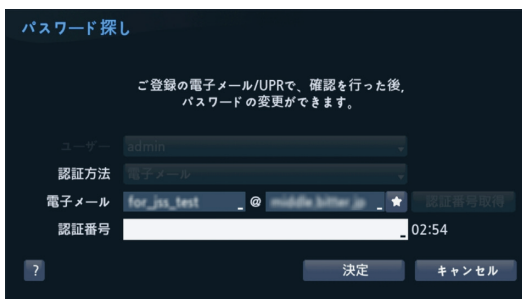 パスワード探し
ご登録の電子メール/UPRで、確認を行った後,
パスワードの変更ができます。
ユーザー admin
認証方法 電子メール
電子メール for_jss_test @ middle.bitter.jp 認証番号取得
認証番号 02:54
? 決定 キャンセル